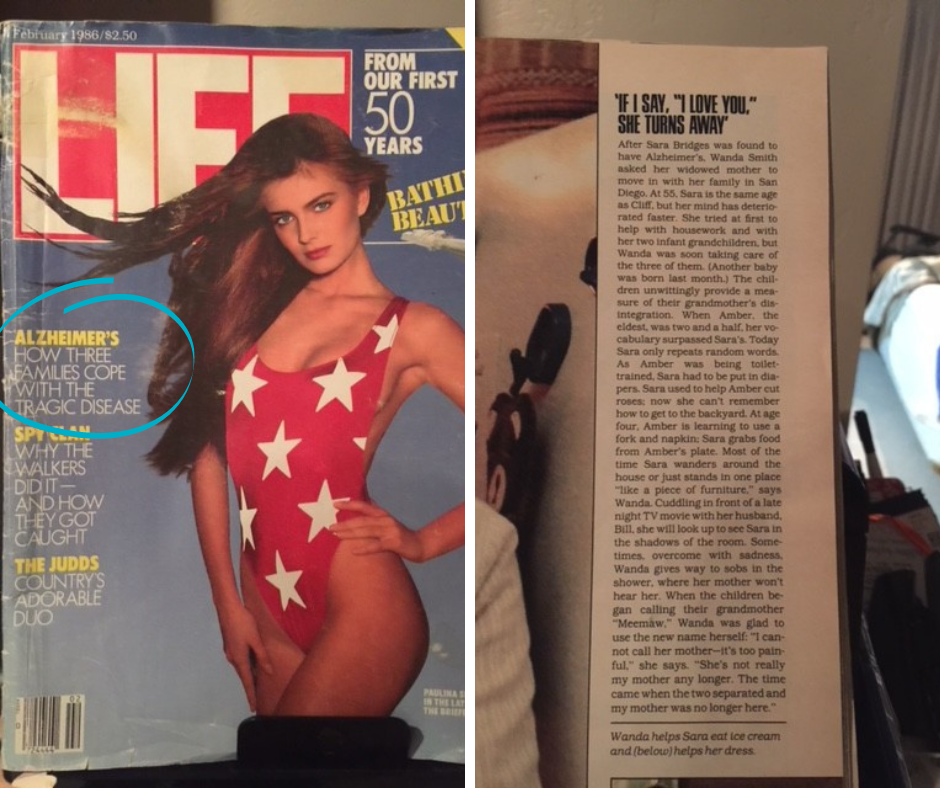 February 1986/$2.50
LIFE
FROM
OUR FIRST
50
YEARS
ALZHEIMER'S
HOW THREE
FAMILIES COPE
WITH THE
TRAGIC DISEASE
SPY CLAN
WHY THE
WALKERS
DID IT—
AND HOW
THEY GOT
CAUGHT
THE JUDDS
COUNTRY'S
ADORABLE
DUO
02
PAULINA
IN THE
THE
'IF I SAY, "I LOVE YOU,"
SHE TURNS AWAY'
After Sara Bridges was found to
have Alzheimer's, Wanda Smith
asked her widowed mother to
move in with her family in San
Diego. At 55, Sara is the same age
as Cliff, but her mind has deterio-
rated faster. She tried at first to
help with housework and with
her two infant grandchildren, but
Wanda was soon taking care of
the three of them. (Another baby
was born last month.) The chil-
dren unwittingly provide a mea-
sure of their grandmother's dis-
integration. When Amber, the
eldest, was two and a half, her vo-
cabulary surpassed Sara's. Today
Sara only repeats random words.
As Amber was being toilet-
trained, Sara had to be put in dia-
pers. Sara used to help Amber cut
roses; now she can't remember
how to get to the backyard. At age
four, Amber is learning to use a
fork and napkin; Sara grabs food
from Amber's plate. Most of the
time Sara wanders around the
house or just stands in one place
"like a piece of furniture," says
Wanda. Cuddling in front of a late
night TV movie with her husband,
Bill, she will look up to see Sara in
the shadows of the room. Some-
times, overcome with sadness,
Wanda gives way to sobs in the
shower, where her mother won't
hear her. When the children be-
gan calling their grandmother
"Meemaw," Wanda was glad to
use the new name herself: "I can-
not call her mother—it's too pain-
ful," she says. "She's not really
my mother any longer. The time
came when the two separated and
my mother was no longer here."
Wanda helps Sara eat ice cream
and (below) helps her dress.